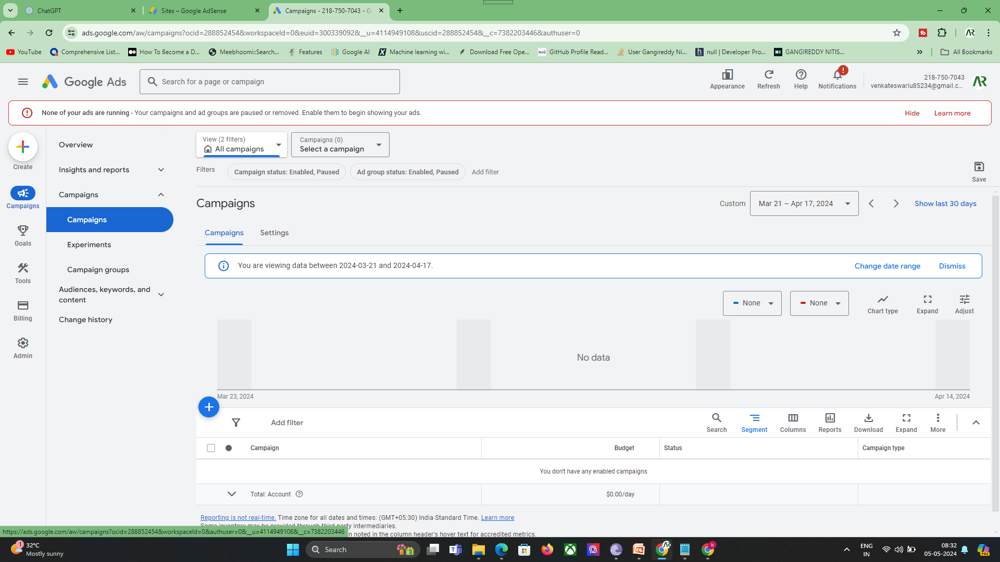 ChatGPT
Sites – Google AdSense
Campaigns - 218-750-7043 - G
ads.google.com/aw/campaigns?ocid=288852454&workspaceId=0&euid=300339092&__u=4114949108&uscid=288852454&__c=7382203446&authuser=0
YouTube
Comprehensive List...
How To Become a D...
Meebhoomi::Search...
Features
Google AI
Machine learning wi...
Download Free Ope...
GitHub Profile Read...
User Gangireddy Ni...
null | Developer Pro...
GANGIREDDY NITIS...
All Bookmarks
Google Ads
Search for a page or campaign
Appearance
Refresh
Help
Notifications
218-750-7043
venkateswarlu85234@gmail.c...
None of your ads are running - Your campaigns and ad groups are paused or removed. Enable them to begin showing your ads.
Hide
Learn more
Create
Campaigns
Goals
Tools
Billing
Admin
Overview
Insights and reports
Campaigns
Campaigns
Experiments
Campaign groups
Audiences, keywords, and
content
Change history
View (2 filters)
All campaigns
Campaigns (0)
Select a campaign
Filters
Campaign status: Enabled, Paused
Ad group status: Enabled, Paused
Add filter
Save
Campaigns
Custom
Mar 21 – Apr 17, 2024
Show last 30 days
Campaigns
Settings
You are viewing data between 2024-03-21 and 2024-04-17.
Change date range
Dismiss
None
None
Chart type
Expand
Adjust
No data
Mar 23, 2024
Apr 14, 2024
Add filter
Search
Segment
Columns
Reports
Download
Expand
More
Campaign
Budget
Status
Campaign type
You don't have any enabled campaigns
Total: Account
$0.00/day
Reporting is not real-time. Time zone for all dates and times: (GMT+05:30) India Standard Time. Learn more
Some inventory may be provided through third party intermediaries.
n noted in the column header's hover text for accredited metrics.
https://ads.google.com/aw/campaigns?ocid=288852454&workspaceId=0&authuser=0&__u=4114949108&__c=7382203446
1
32°C
Mostly sunny
Search
ENG
IN
08:32
05-05-2024